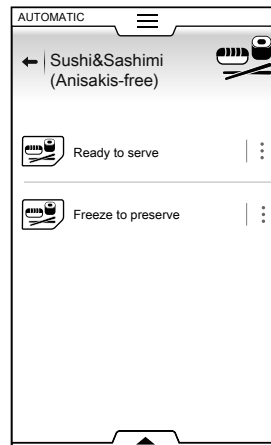 AUTOMATIC
Sushi&Sashimi
(Anisakis-free)
Ready to serve
Freeze to preserve